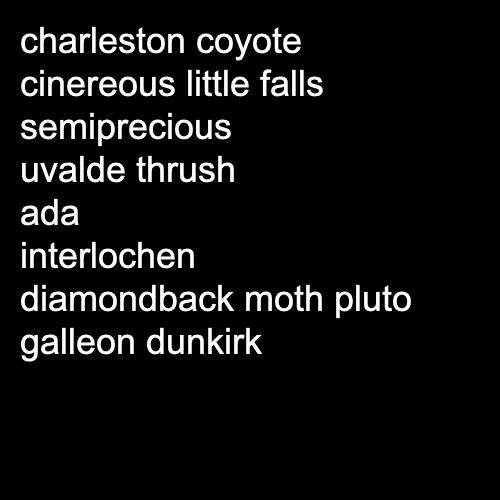 charleston coyote
cinereous little falls
semiprecious
uvalde thrush
ada
interlochen
diamondback moth pluto
galleon dunkirk